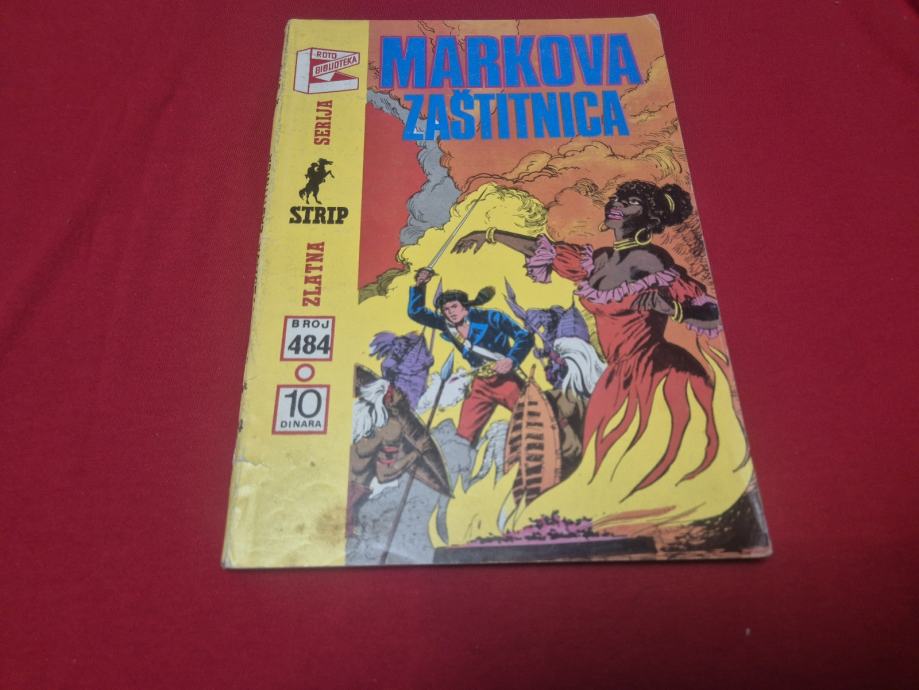 ROTO
BIBLIOTEKA
MARKOVA
ZAŠTITNICA
ZLATNA
STRIP
SERIJA
BROJ
484
10
DINARA